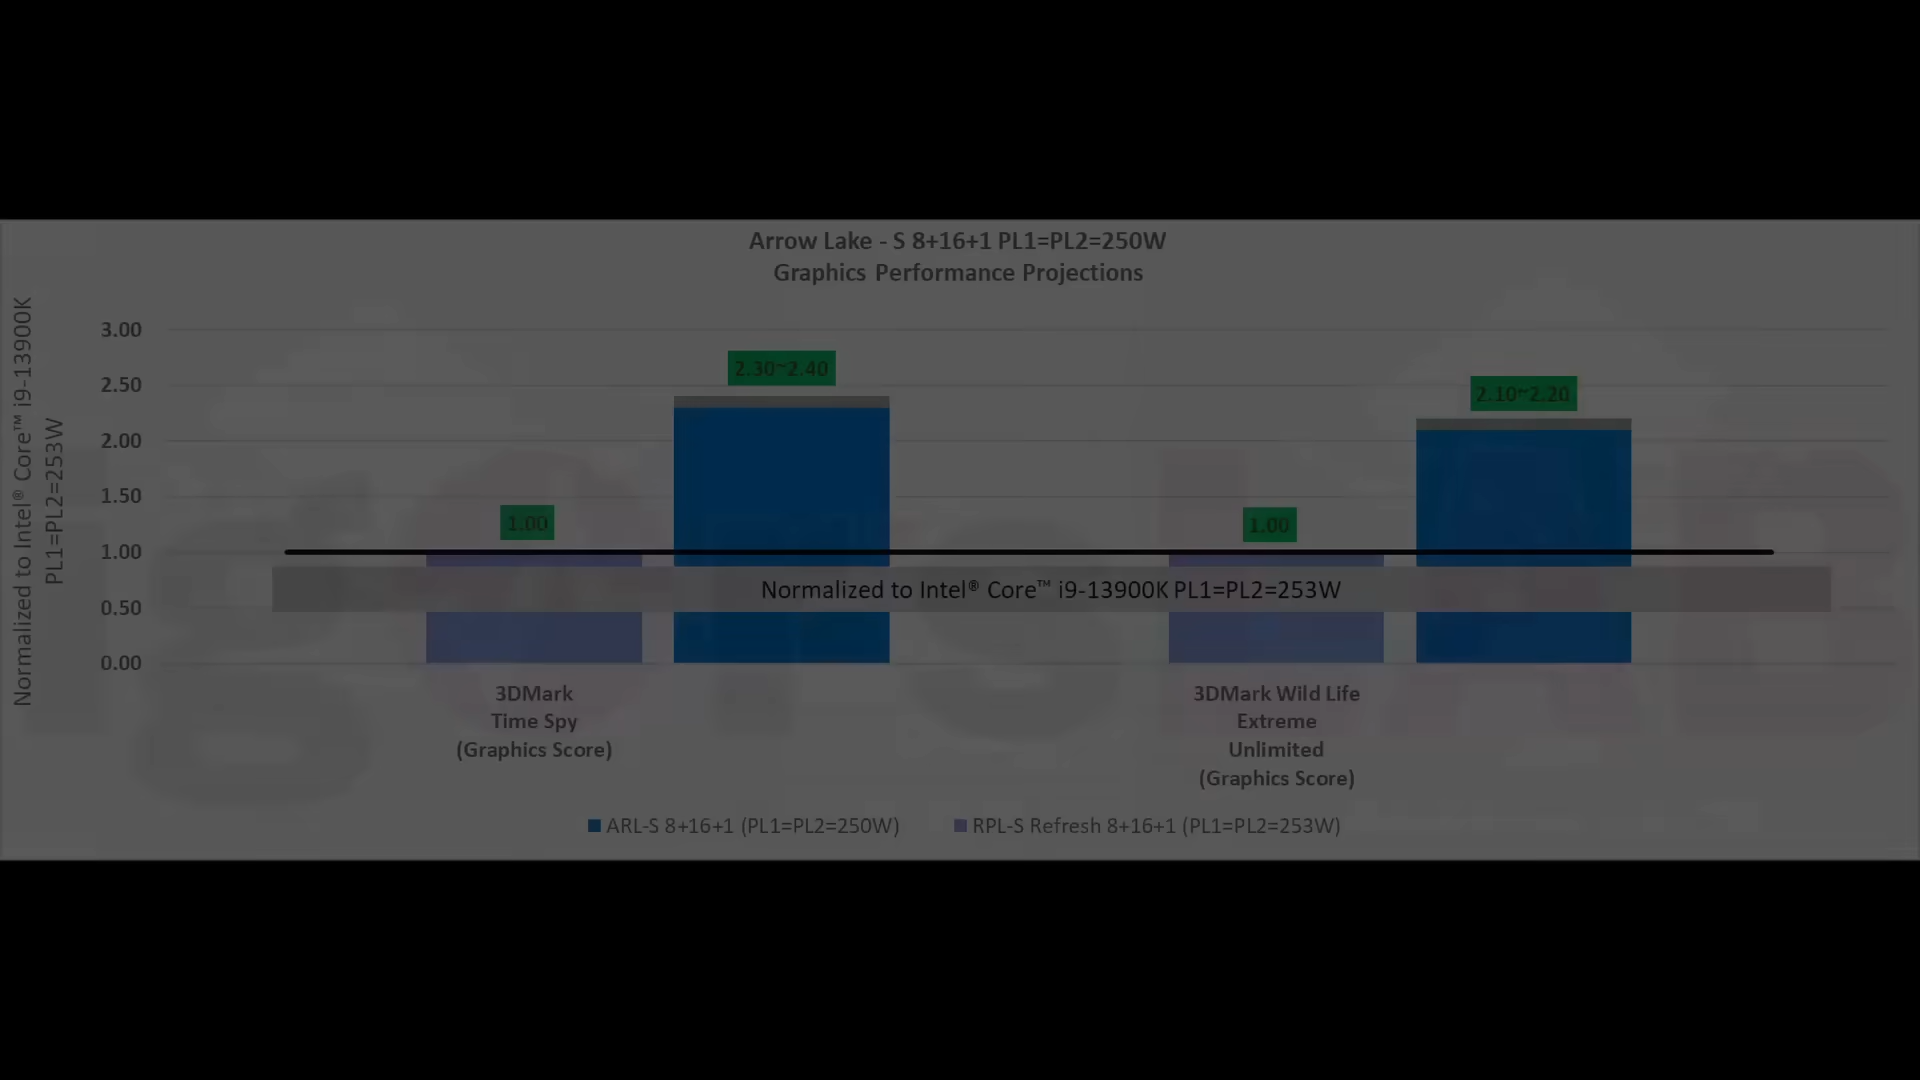 Arrow Lake - S 8+16+1 PL1=PL2=250W
Graphics Performance Projections
Normalized to Intel® Core™ i9-13900K
PL1=PL2=253W
3.00
2.50
2.00
1.50
1.00
0.50
0.00
2.30~2.40
2.10~2.20
1.00
1.00
Normalized to Intel® Core™ i9-13900K PL1=PL2=253W
3DMark
Time Spy
(Graphics Score)
3DMark Wild Life
Extreme
Unlimited
(Graphics Score)
ARL-S 8+16+1 (PL1=PL2=250W)
RPL-S Refresh 8+16+1 (PL1=PL2=253W)